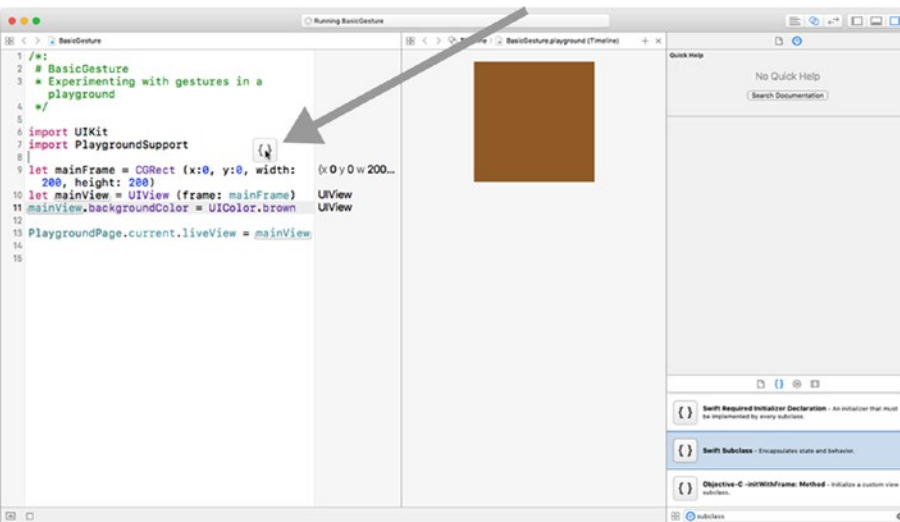 Running BasicGesture
BasicGesture
Timeline
BasicGesture.playground (Timeline)
1 /*:
2 # BasicGesture
3 * Experimenting with gestures in a
playground
4 */
5
6 import UIKit
7 import PlaygroundSupport
8
9 let mainFrame = CGRect (x:0, y:0, width:
200, height: 200)
(x 0 y 0 w 200...
10 let mainView = UIView (frame: mainFrame)
UIView
11 mainView.backgroundColor = UIColor.brown
UIView
12
13 PlaygroundPage.current.liveView = mainView
14
15
{ }
Quick Help
No Quick Help
Search Documentation
{ }
{ } Swift Required Initializer Declaration - An initializer that must
be implemented by every subclass.
{ } Swift Subclass - Encapsulates state and behavior.
{ } Objective-C -initWithFrame: Method - Initialize a custom view
subclass.
subclass